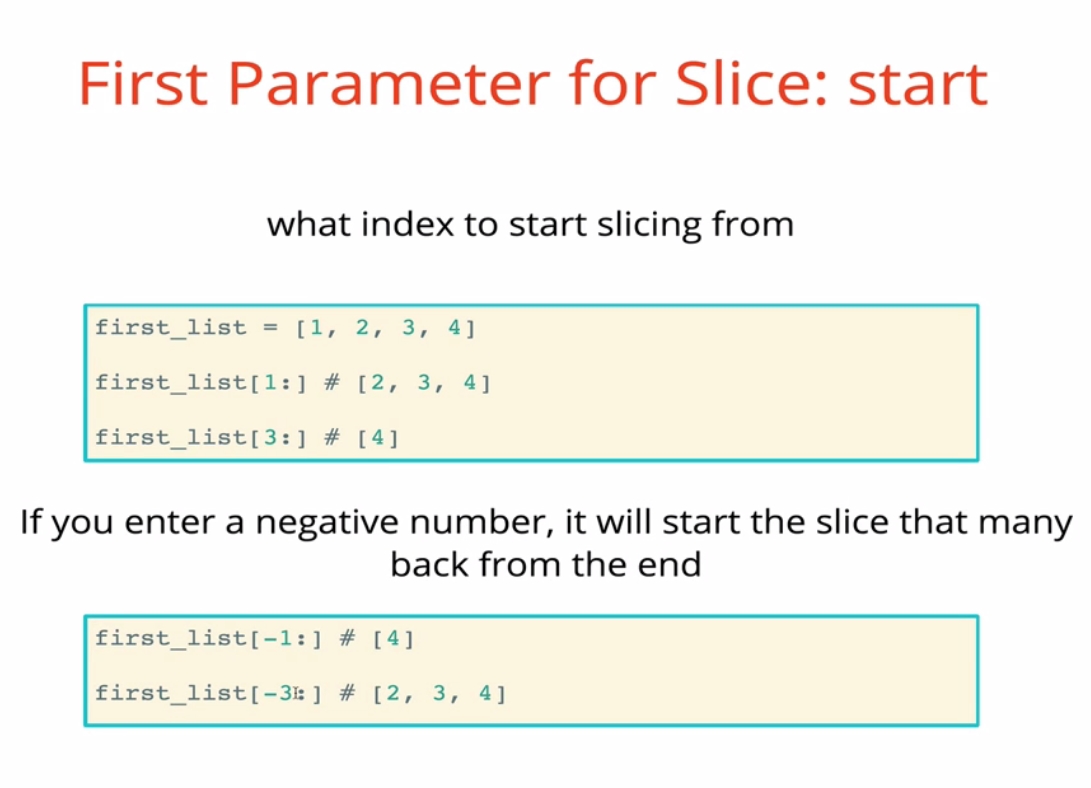 First Parameter for Slice: start
what index to start slicing from
first_list = [1, 2, 3, 4]
first_list[1:] # [2, 3, 4]
first_list[3:] # [4]
If you enter a negative number, it will start the slice that many
back from the end
first_list[-1:] # [4]
first_list[-3:] # [2, 3, 4]